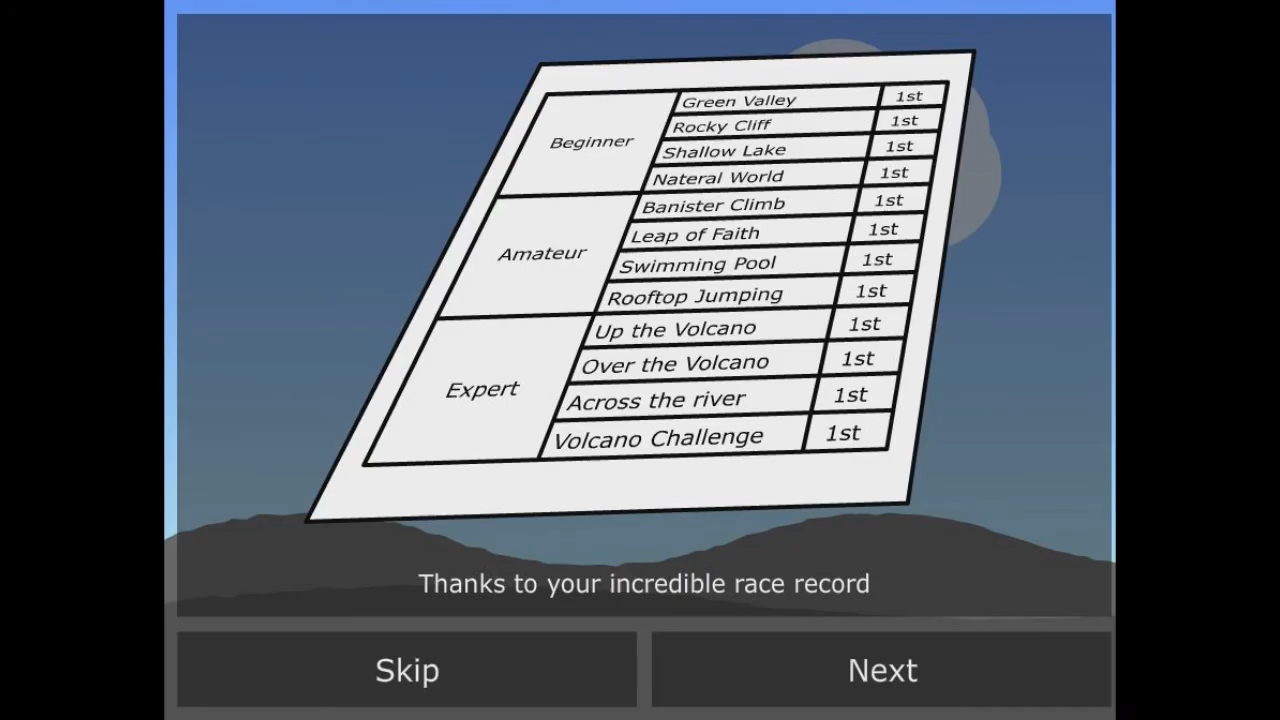 Beginner
Green Valley 1st
Rocky Cliff 1st
Shallow Lake 1st
Nateral World 1st
Amateur
Banister Climb 1st
Leap of Faith 1st
Swimming Pool 1st
Rooftop Jumping 1st
Expert
Up the Volcano 1st
Over the Volcano 1st
Across the river 1st
Volcano Challenge 1st
Thanks to your incredible race record
Skip
Next